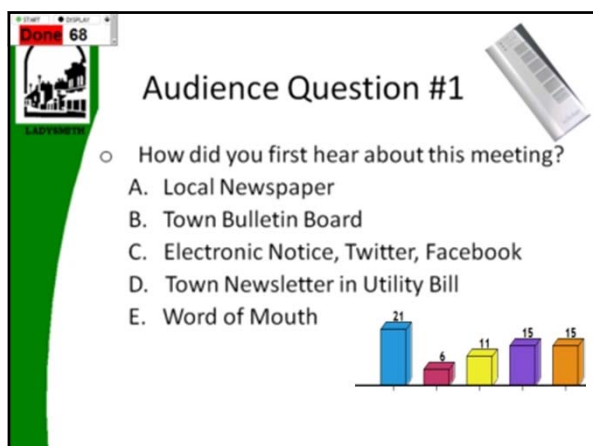 START DISPLAY
Done 68
LADYSMITH
Audience Question #1
o How did you first hear about this meeting?
A. Local Newspaper
B. Town Bulletin Board
C. Electronic Notice, Twitter, Facebook
D. Town Newsletter in Utility Bill
E. Word of Mouth
21 6 11 15 15